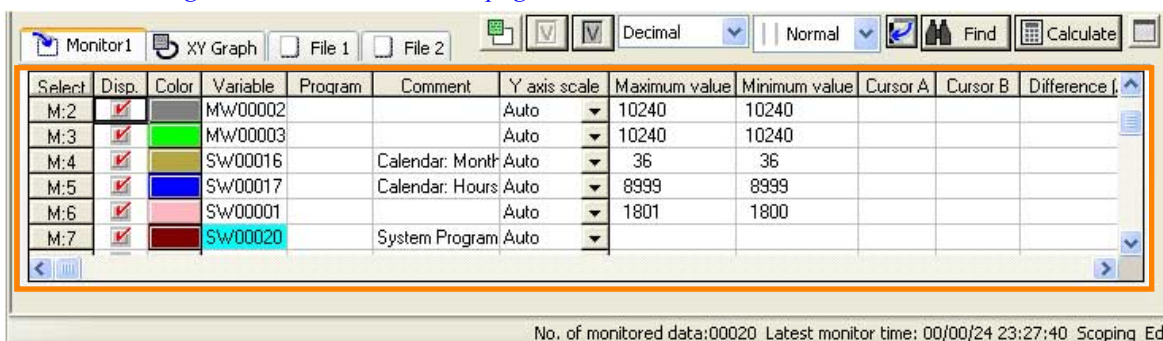 Monitor1 XY Graph File 1 File 2 V V Decimal Normal Find Calculate
Select Disp. Color Variable Program Comment Y axis scale Maximum value Minimum value Cursor A Cursor B Difference (.
M:2 MW00002 Auto 10240 10240
M:3 MW00003 Auto 10240 10240
M:4 SW00016 Calendar: Month Auto 36 36
M:5 SW00017 Calendar: Hours Auto 8999 8999
M:6 SW00001 Auto 1801 1800
M:7 SW00020 System Program Auto
No. of monitored data:00020 Latest monitor time: 00/00/24 23:27:40 Scoping Ed